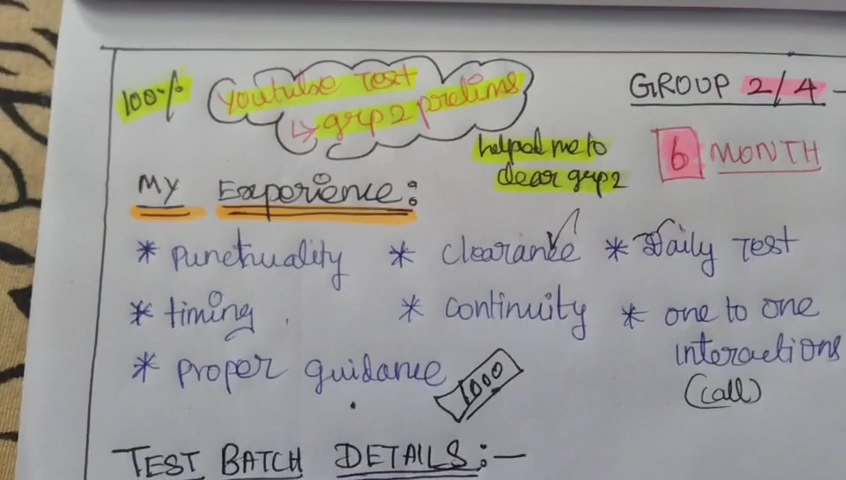 100%
Youtube Test
↳ grp 2 prelims
GROUP 2/4 -
helped me to
clear grp 2
6 MONTH
MY Experience:
* punctuality * clearance * Daily Test
* timing * continuity * one to one
interactions
* proper guidance (call)
1000
TEST BATCH DETAILS:-